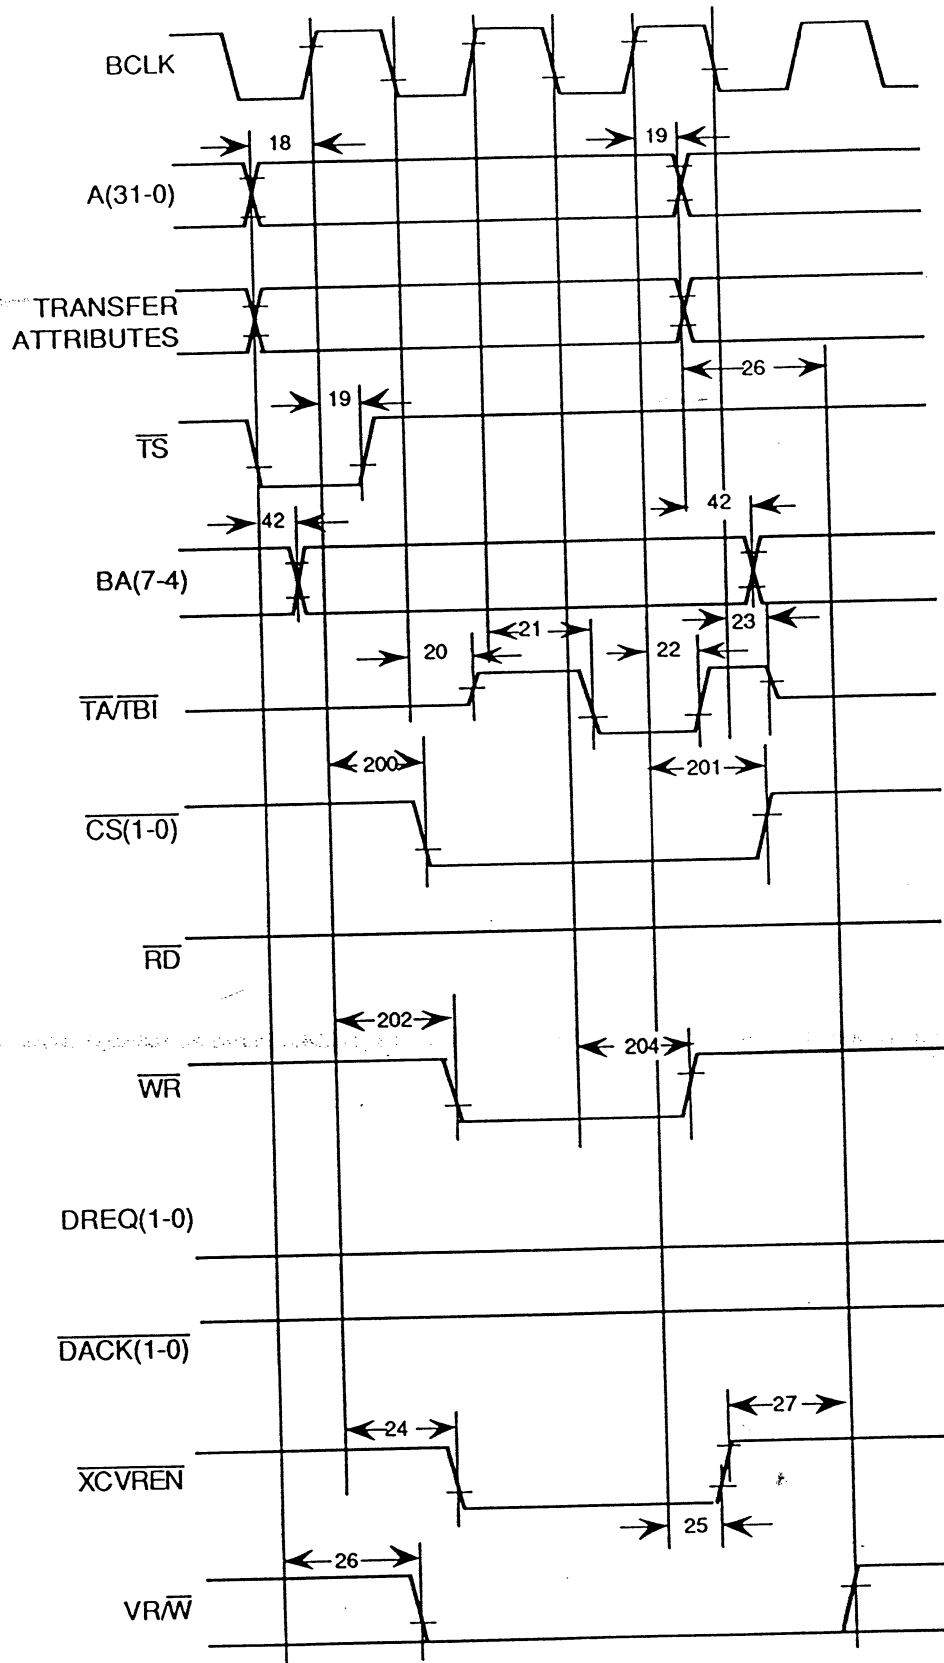 BCLK
18
19
A(31-0)
TRANSFER
ATTRIBUTES
26
19
TS
42
42
BA(7-4)
23
21
20
22
TA/TBI
200
201
CS(1-0)
RD
202
204
WR
DREQ(1-0)
DACK(1-0)
27
24
XCVREN
25
26
VR/W